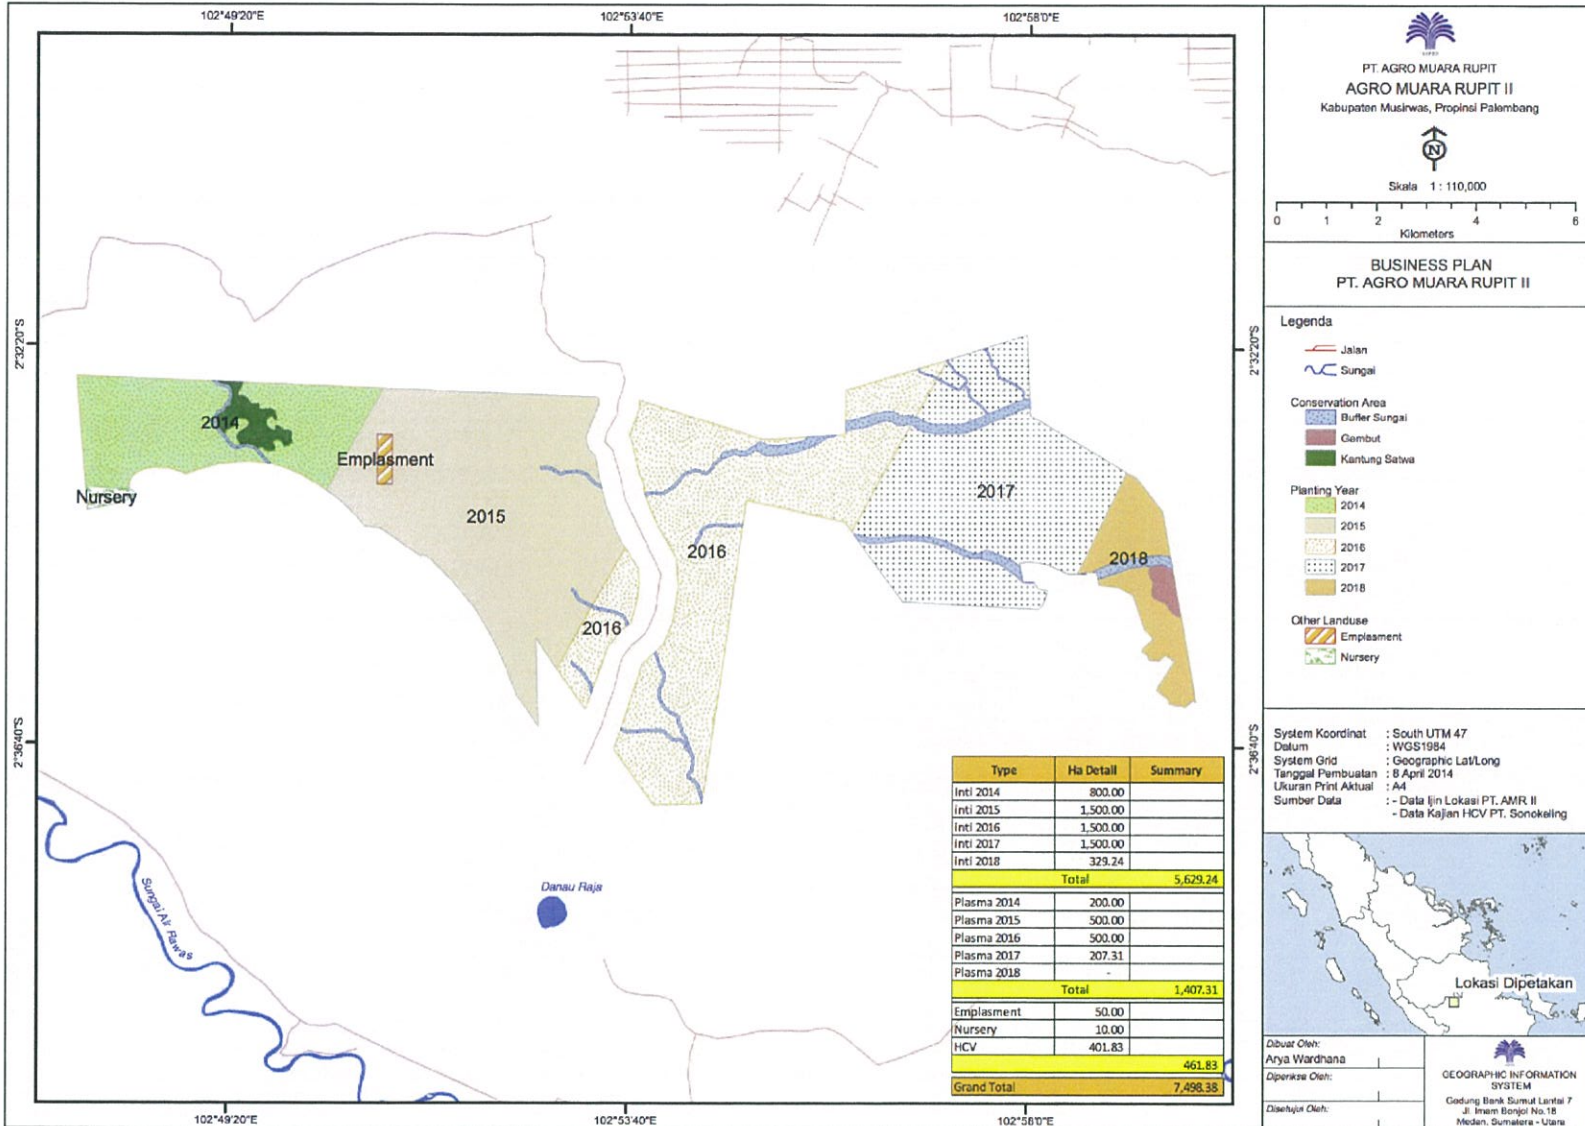 102°49'20"E
102°53'40"E
102°58'0"E
2°32'20"S
2°32'20"S
2°36'40"S
2°36'40"S
2014
Emplasment
Nursery
2015
2016
2016
2017
2018
Danau Raja
Sungai Air Rawas
Type Ha Detail Summary
Inti 2014 800.00
Inti 2015 1,500.00
Inti 2016 1,500.00
Inti 2017 1,500.00
Inti 2018 329.24
Total 5,629.24
Plasma 2014 200.00
Plasma 2015 500.00
Plasma 2016 500.00
Plasma 2017 207.31
Plasma 2018 -
Total 1,407.31
Emplasment 50.00
Nursery 10.00
HCV 401.83
461.83
Grand Total 7,498.38
102°49'20"E
102°53'40"E
102°58'0"E
PT. AGRO MUARA RUPIT
AGRO MUARA RUPIT II
Kabupaten Musirwas, Propinsi Palembang
N
Skala 1 : 110,000
0 1 2 4 6
Kilometers
BUSINESS PLAN
PT. AGRO MUARA RUPIT II
Legenda
Jalan
Sungai
Conservation Area
Buffer Sungai
Gambut
Kantung Satwa
Planting Year
2014
2015
2016
2017
2018
Other Landuse
Emplasment
Nursery
System Koordinat : South UTM 47
Datum : WGS1984
System Grid : Geographic Lat/Long
Tanggal Pembuatan : 8 April 2014
Ukuran Print Aktual : A4
Sumber Data : - Data Ijin Lokasi PT. AMR II
- Data Kajian HCV PT. Sonokeling
Lokasi Dipetakan
Dibuat Oleh:
Arya Wardhana
Diperiksa Oleh:
Disetujui Oleh:
GEOGRAPHIC INFORMATION
SYSTEM
Gedung Bank Sumut Lantai 7
Jl. Imam Bonjol No.18
Medan, Sumatera - Utara